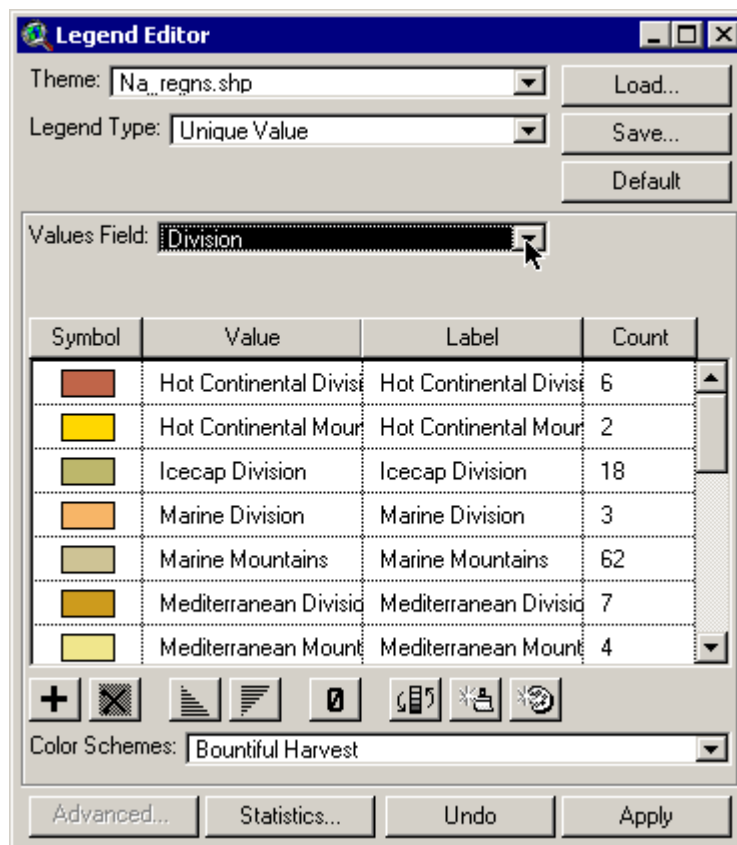 Legend Editor
Theme: Na_regns.shp Load...
Legend Type: Unique Value Save...
Default
Values Field: Division
Symbol Value Label Count
Hot Continental Divisi Hot Continental Divisi 6
Hot Continental Mour Hot Continental Mour 2
Icecap Division Icecap Division 18
Marine Division Marine Division 3
Marine Mountains Marine Mountains 62
Mediterranean Divisio Mediterranean Divisio 7
Mediterranean Mount Mediterranean Mount 4
0
Color Schemes: Bountiful Harvest
Advanced... Statistics... Undo Apply